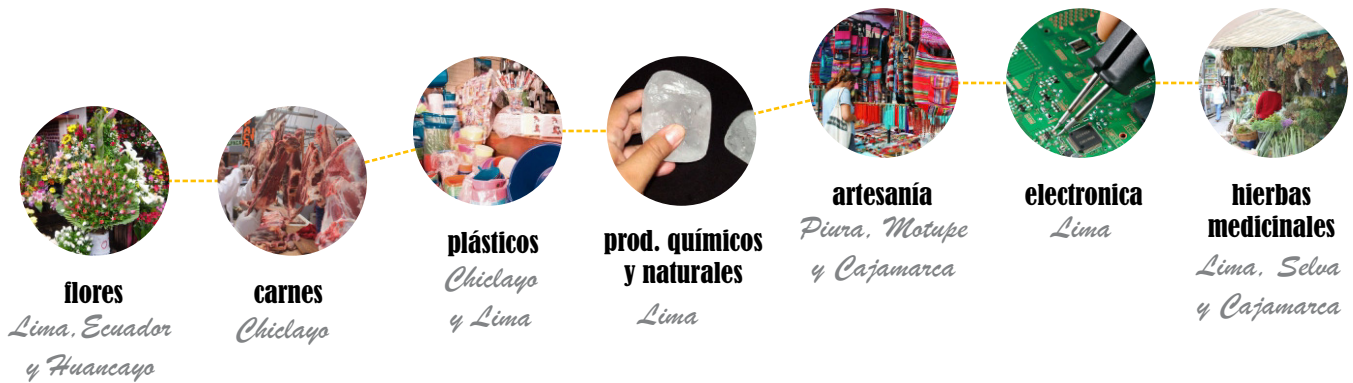 flores
Lima, Ecuador
y Huancayo
carnes
Chiclayo
plásticos
Chiclayo
y Lima
prod. químicos
y naturales
Lima
artesanía
Piura, Motupe
y Cajamarca
electronica
Lima
hierbas
medicinales
Lima, Selva
y Cajamarca